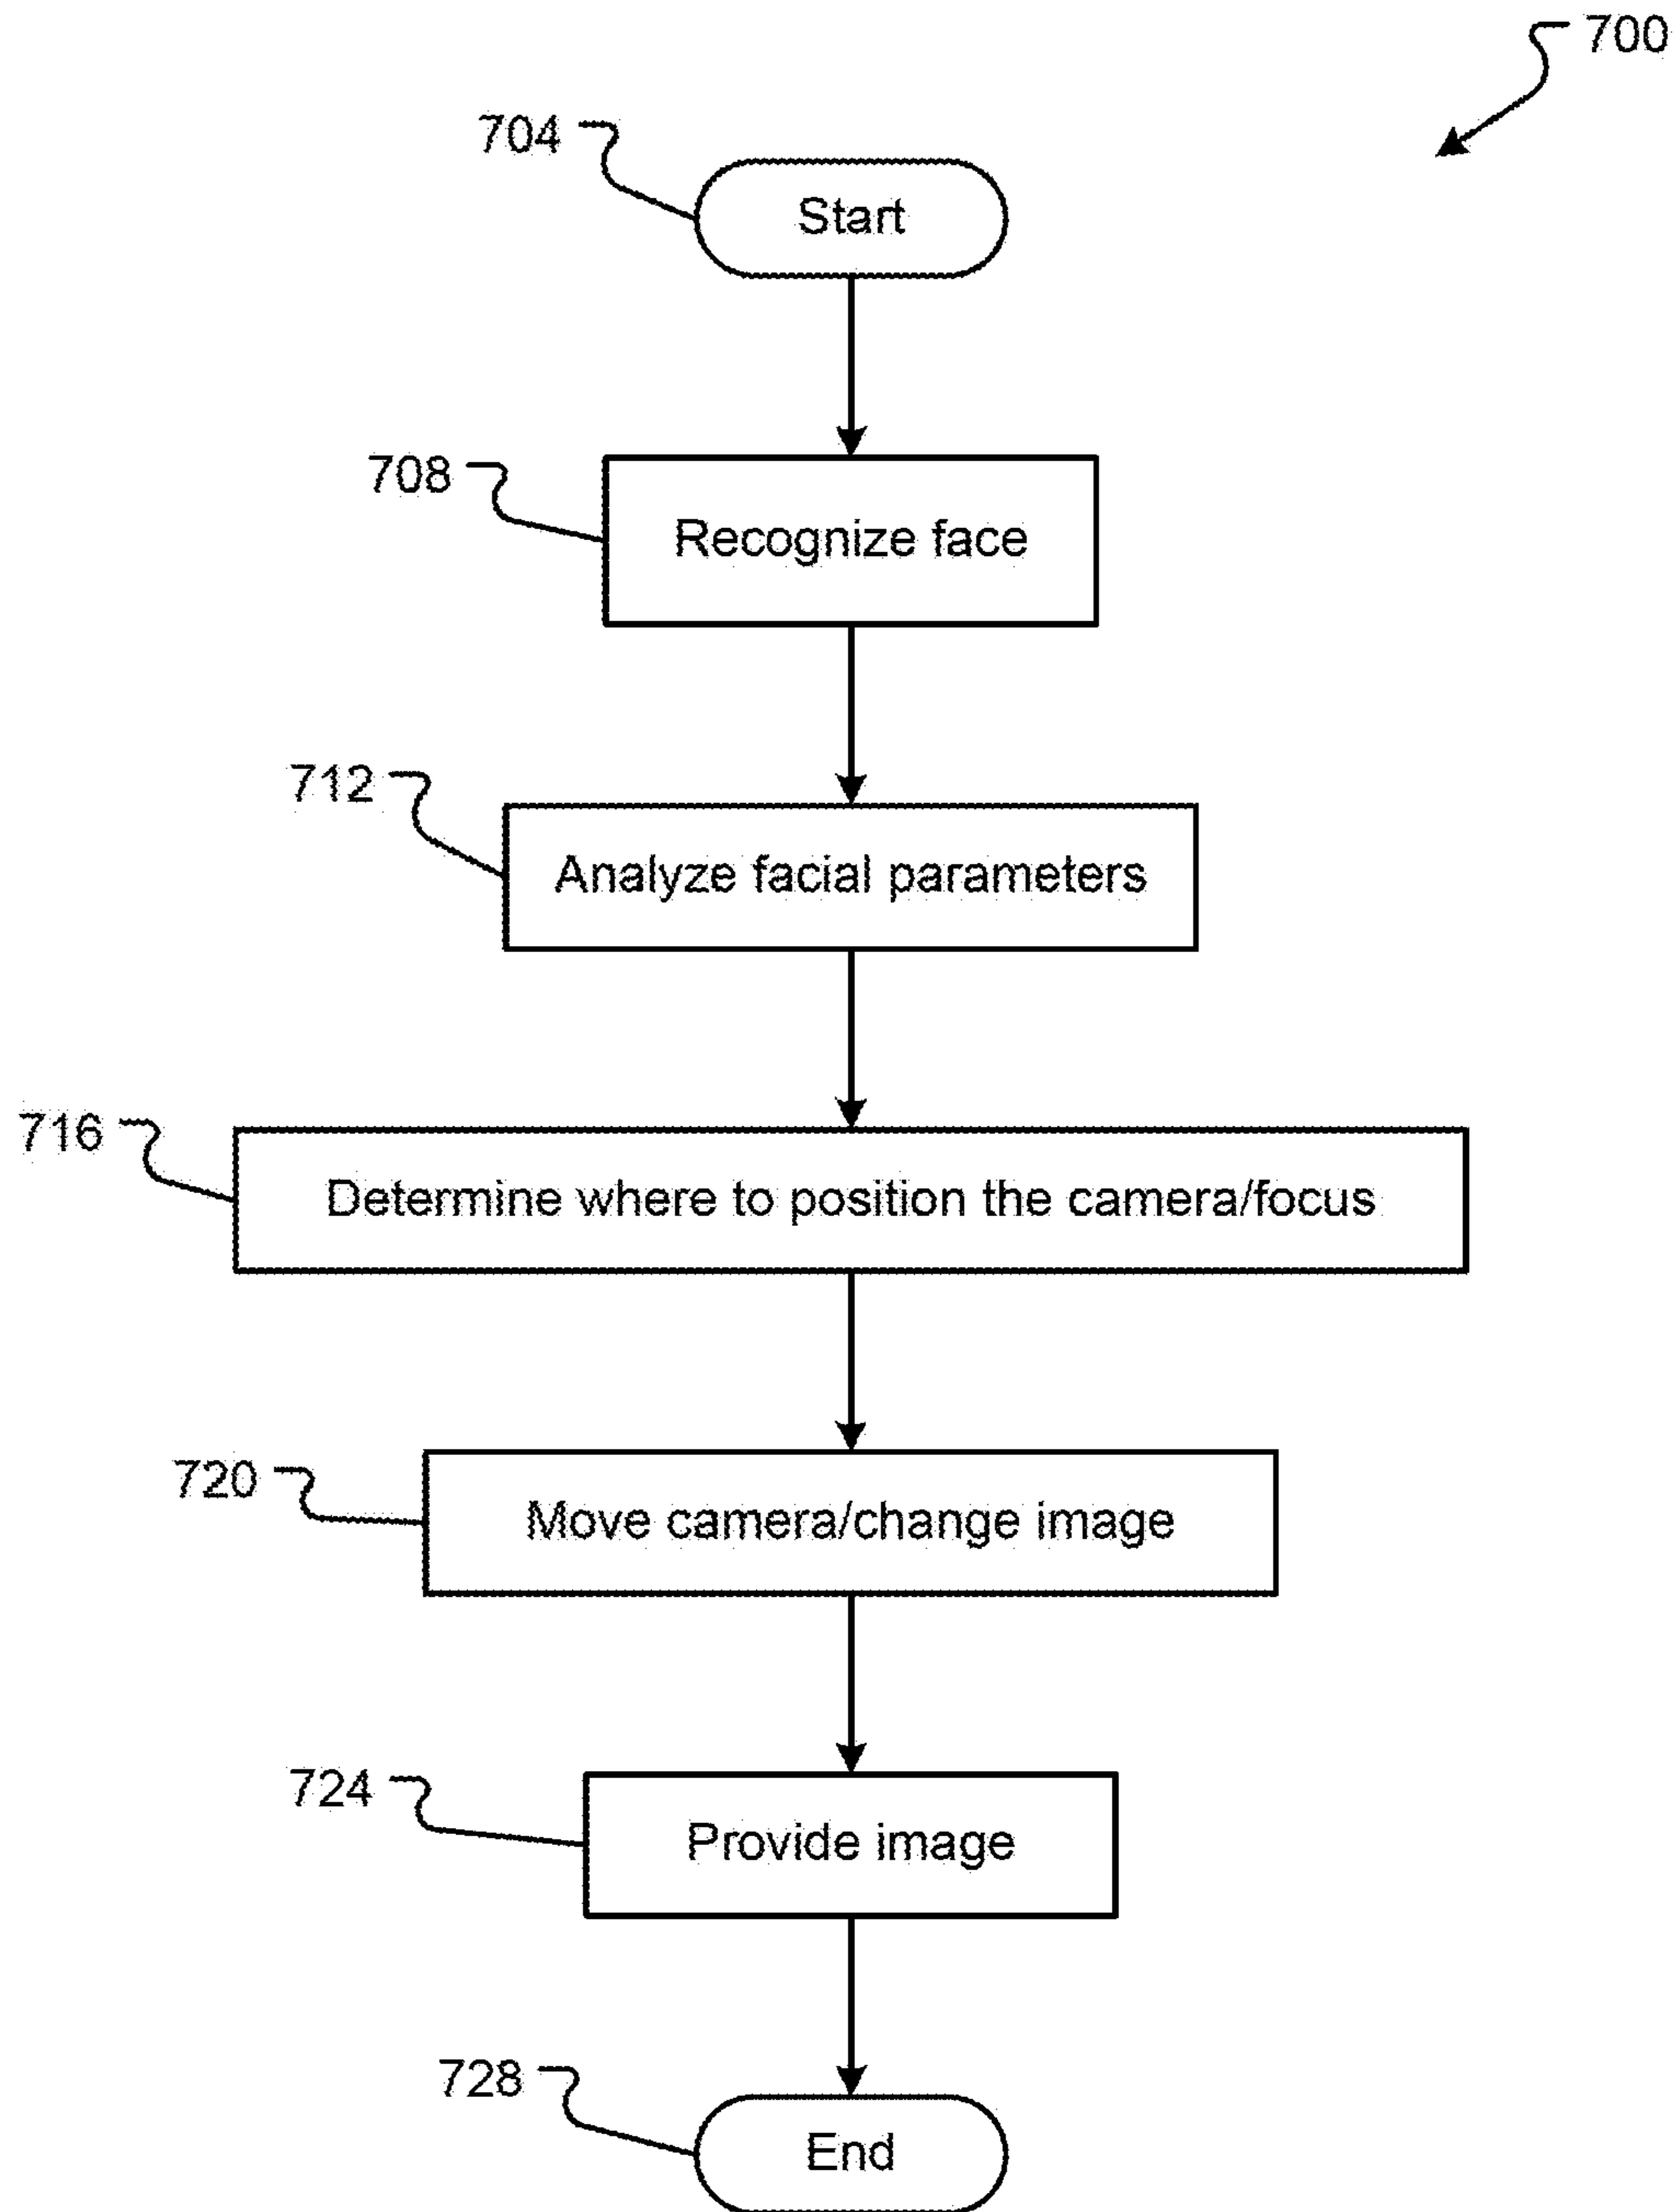 700
704
Start
708
Recognize face
712
Analyze facial parameters
716
Determine where to position the camera/focus
720
Move camera/change image
724
Provide image
728
End